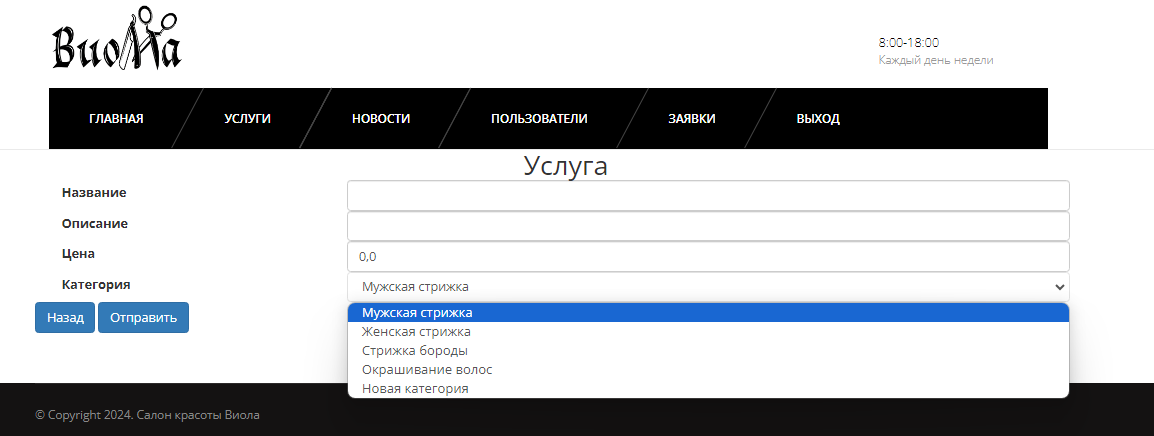 Виола
8:00-18:00
Каждый день недели
ГЛАВНАЯ УСЛУГИ НОВОСТИ ПОЛЬЗОВАТЕЛИ ЗАЯВКИ ВЫХОД
Услуга
Название
Описание
Цена 0,0
Категория Мужская стрижка
Назад Отправить
Мужская стрижка
Женская стрижка
Стрижка бороды
Окрашивание волос
Новая категория
© Copyright 2024. Салон красоты Виола